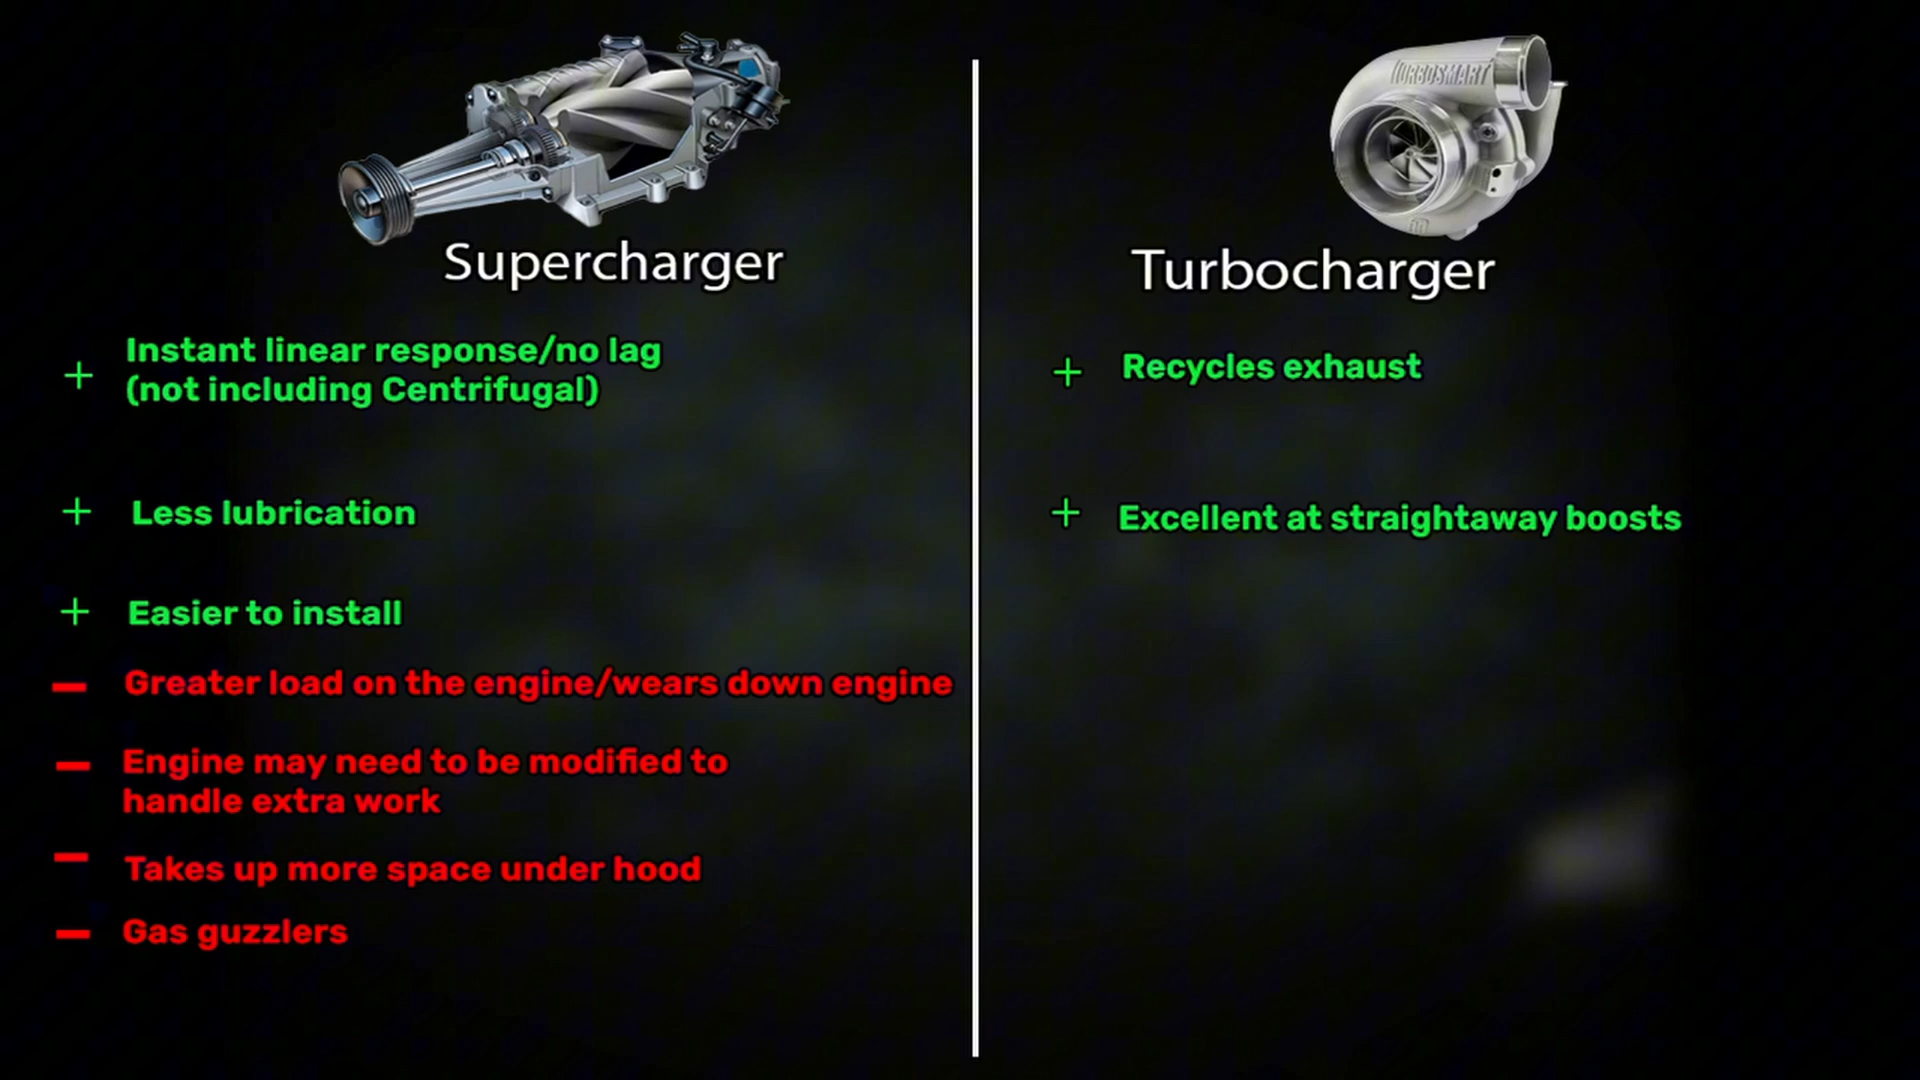 TURBOSMART
Supercharger
Turbocharger
+ Instant linear response/no lag
(not including Centrifugal)
+ Less lubrication
+ Easier to install
- Greater load on the engine/wears down engine
- Engine may need to be modified to
handle extra work
- Takes up more space under hood
- Gas guzzlers
+ Recycles exhaust
+ Excellent at straightaway boosts